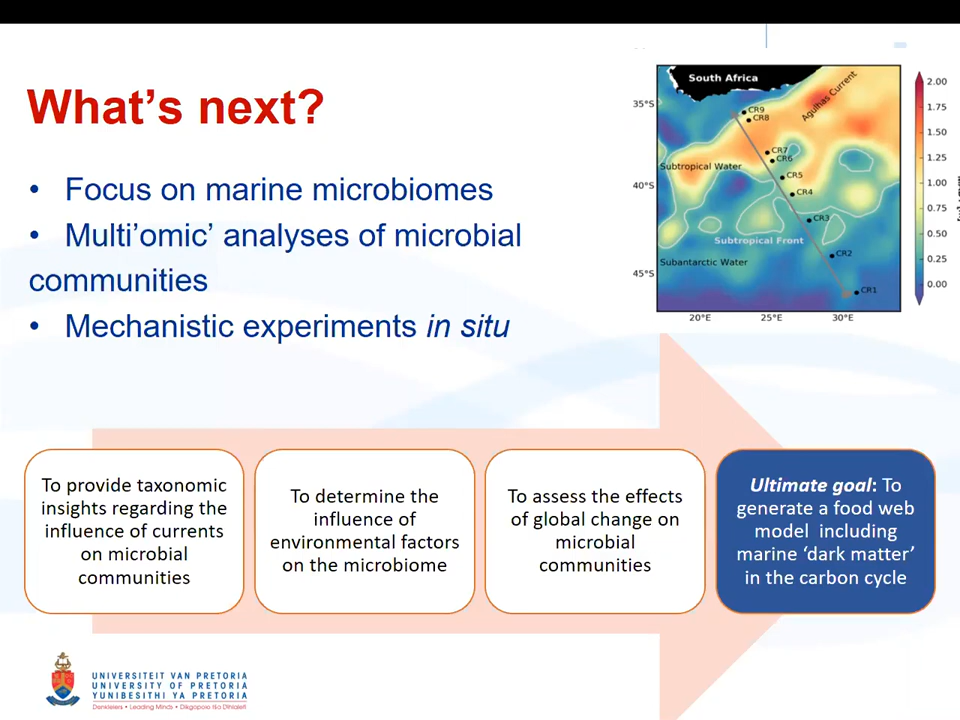 What's next?
• Focus on marine microbiomes
• Multi'omic' analyses of microbial
communities
• Mechanistic experiments in situ
South Africa
Agulhas Current
35°S
40°S
45°S
CR9
CR8
CR7
CR6
CR5
CR4
CR3
CR2
CR1
Subtropical Water
Subtropical Front
Subantarctic Water
20°E
25°E
30°E
2.00
1.75
1.50
1.25
1.00
0.75
0.50
0.25
0.00
To provide taxonomic
insights regarding the
influence of currents
on microbial
communities
To determine the
influence of
environmental factors
on the microbiome
To assess the effects
of global change on
microbial
communities
Ultimate goal: To
generate a food web
model including
marine 'dark matter'
in the carbon cycle
UNIVERSITEIT VAN PRETORIA
UNIVERSITY OF PRETORIA
YUNIBESITHI YA PRETORIA
Denkleiers • Leading Minds • Dikgopolo tša Dihlalefi